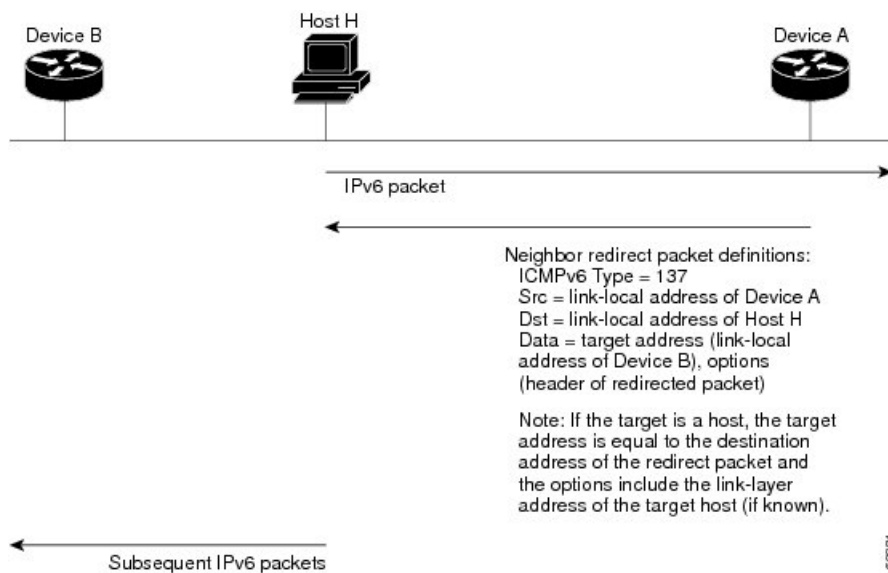 Host H
Device B
Device A
IPv6 packet
Neighbor redirect packet definitions:
ICMPv6 Type = 137
Src = link-local address of Device A
Dst = link-local address of Host H
Data = target address (link-local
address of Device B), options
(header of redirected packet)
Note: If the target is a host, the target
address is equal to the destination
address of the redirect packet and
the options include the link-layer
address of the target host (if known).
Subsequent IPv6 packets